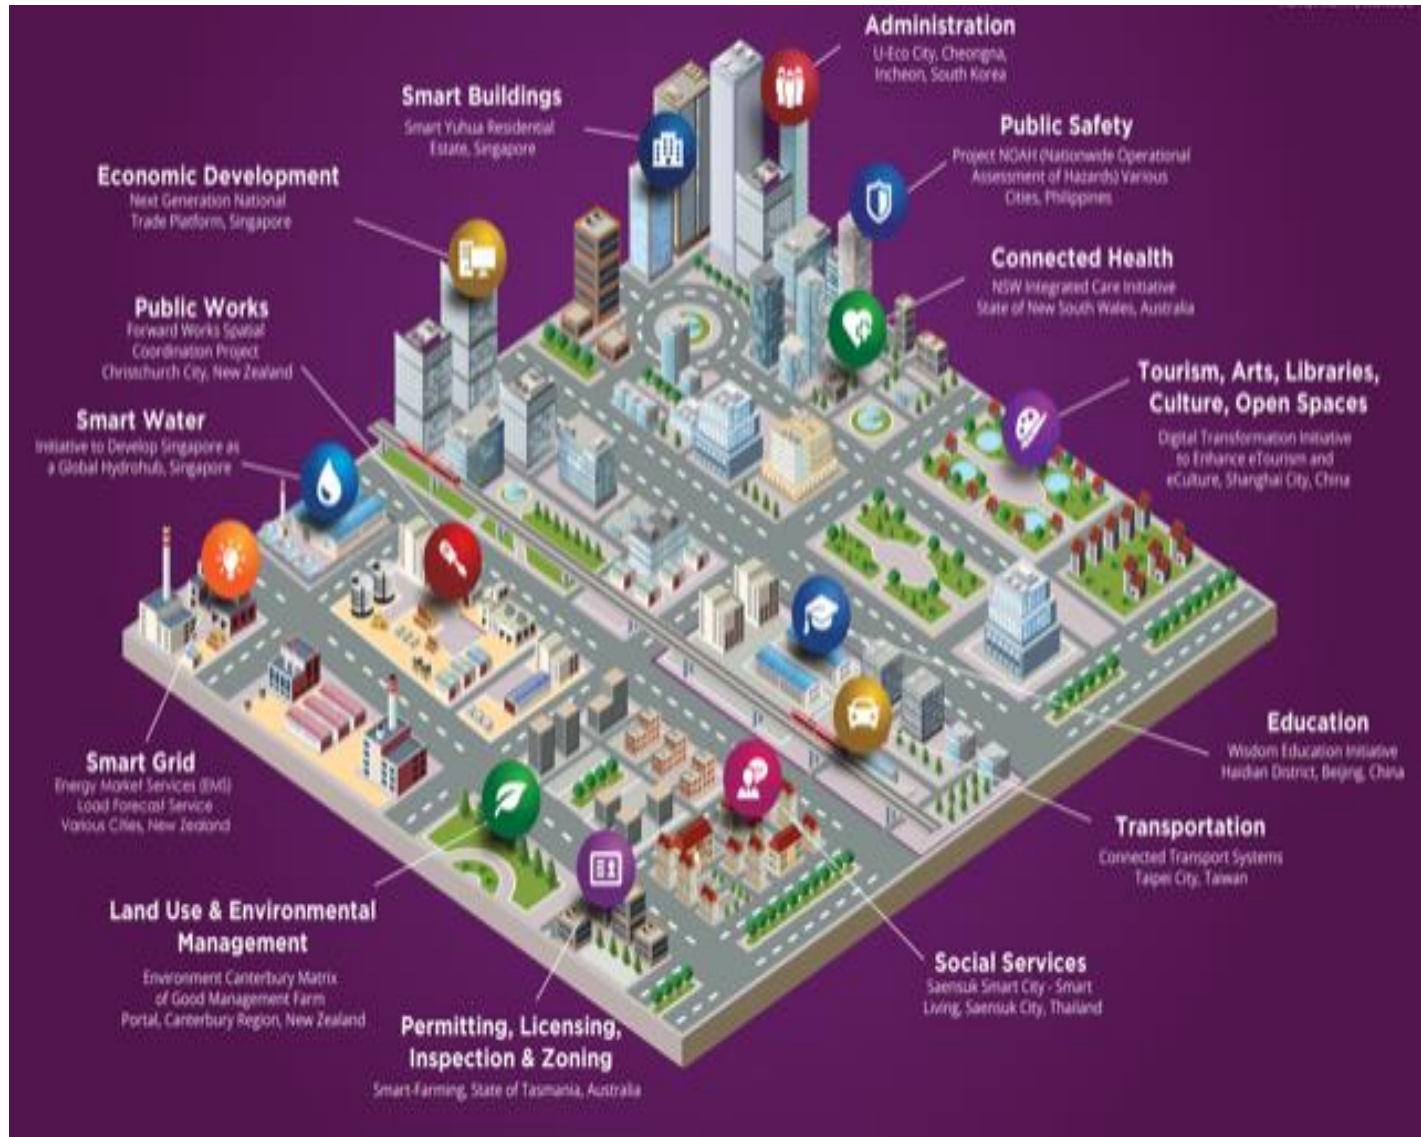 Administration
U-Eco City, Cheongna,
Incheon, South Korea
Smart Buildings
Smart Yuhua Residential
Estate, Singapore
Public Safety
Project NOAH (Nationwide Operational
Assessment of Hazards) Various
Cities, Philippines
Economic Development
Next Generation National
Trade Platform, Singapore
Connected Health
NSW Integrated Care Initiative
State of New South Wales, Australia
Public Works
Forward Works Spatial
Coordination Project
Christchurch City, New Zealand
Tourism, Arts, Libraries,
Culture, Open Spaces
Digital Transformation Initiative
to Enhance eTourism and
eCulture, Shanghai City, China
Smart Water
Initiative to Develop Singapore as
a Global Hydrohub, Singapore
Education
Wisdom Education Initiative
Haidian District, Beijing, China
Smart Grid
Energy Market Services (EMS)
Load Forecast Service
Various Cities, New Zealand
Transportation
Connected Transport Systems
Taipei City, Taiwan
Land Use & Environmental
Management
Environment Canterbury Matrix
of Good Management Farm
Portal, Canterbury Region, New Zealand
Social Services
Saensuk Smart City - Smart
Living, Saensuk City, Thailand
Permitting, Licensing,
Inspection & Zoning
Smart-Farming, State of Tasmania, Australia